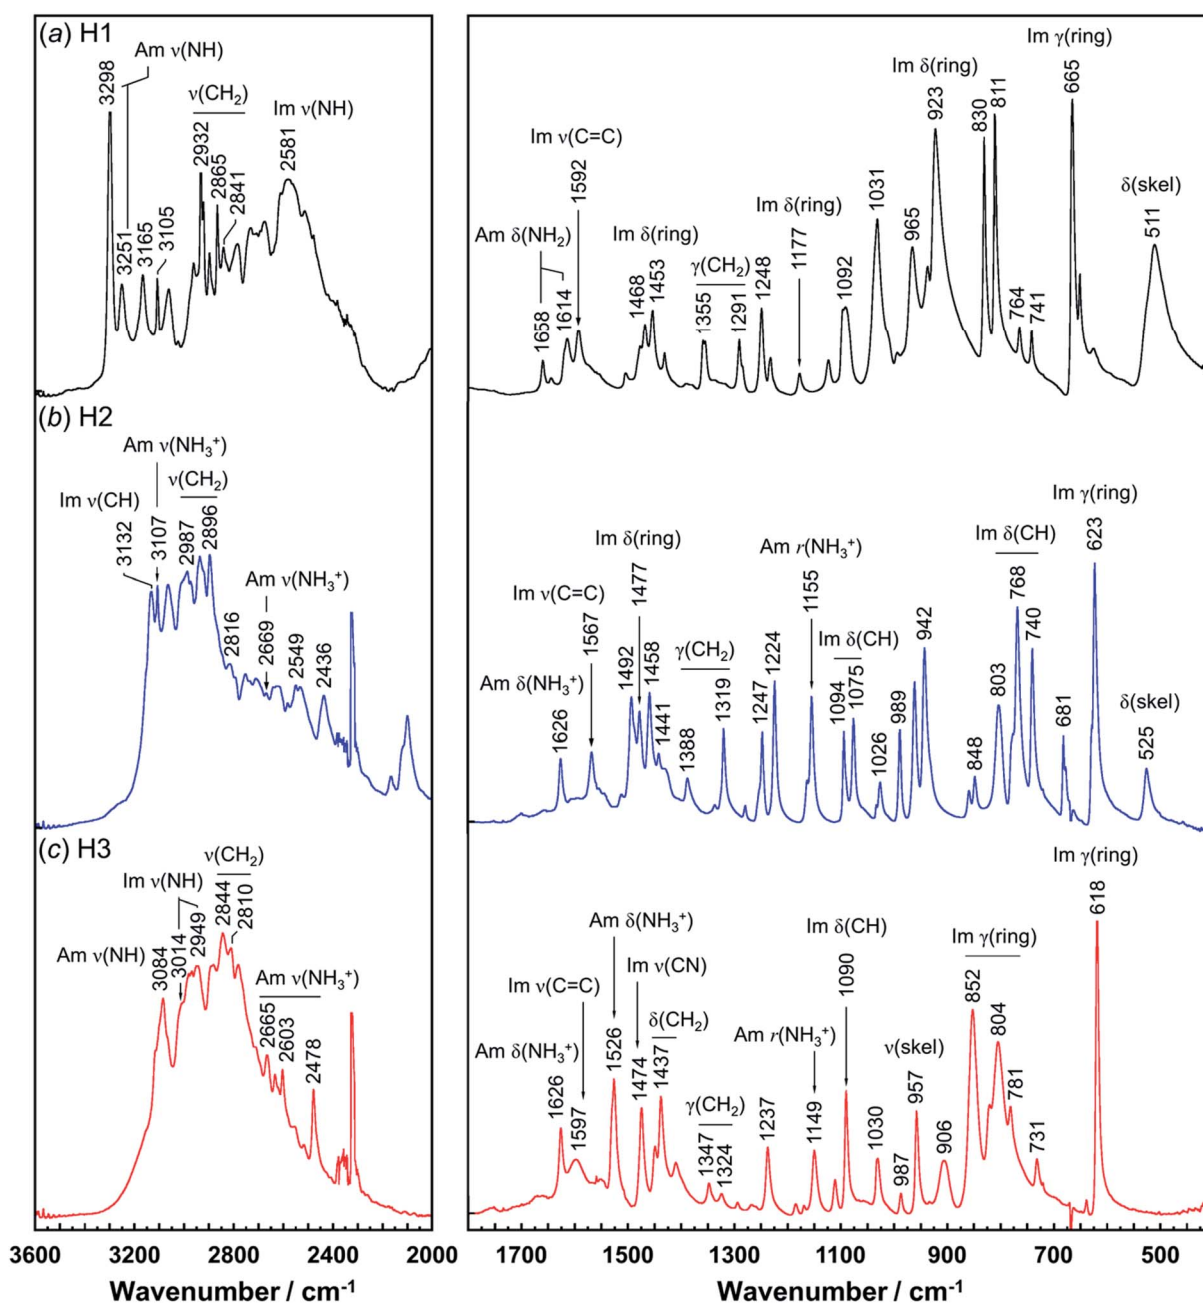 (a) H1
Am ν(NH)
3298
3251
3165
3105
ν(CH₂)
2932
2865
2841
Im ν(NH)
2581
Am δ(NH₂)
1658
1614
Im ν(C=C)
1592
Im δ(ring)
1468
1453
γ(CH₂)
1355
1291
1248
Im δ(ring)
1177
1092
1031
965
Im δ(ring)
923
830
811
764
741
Im γ(ring)
665
δ(skel)
511
(b) H2
Am ν(NH₃⁺)
Im ν(CH)
3132
3107
ν(CH₂)
2987
2896
2816
Am ν(NH₃⁺)
2669
2549
2436
Am δ(NH₃⁺)
1626
Im ν(C=C)
1567
Im δ(ring)
1492
1477
1458
1441
1388
γ(CH₂)
1319
1247
1224
Am r(NH₃⁺)
1155
Im δ(CH)
1094
1075
1026
989
942
848
803
Im δ(CH)
768
740
681
Im γ(ring)
623
δ(skel)
525
(c) H3
Am ν(NH)
3084
Im ν(NH)
3014
2949
ν(CH₂)
2844
2810
Am ν(NH₃⁺)
2665
2603
2478
Am δ(NH₃⁺)
1626
Im ν(C=C)
1597
Am δ(NH₃⁺)
1526
Im ν(CN)
1474
δ(CH₂)
1437
γ(CH₂)
1347
1324
1237
Am r(NH₃⁺)
1149
Im δ(CH)
1090
1030
987
ν(skel)
957
906
Im γ(ring)
852
804
781
731
Im γ(ring)
618
3600 3200 2800 2400 2000 1700 1500 1300 1100 900 700 500
Wavenumber / cm⁻¹ Wavenumber / cm⁻¹